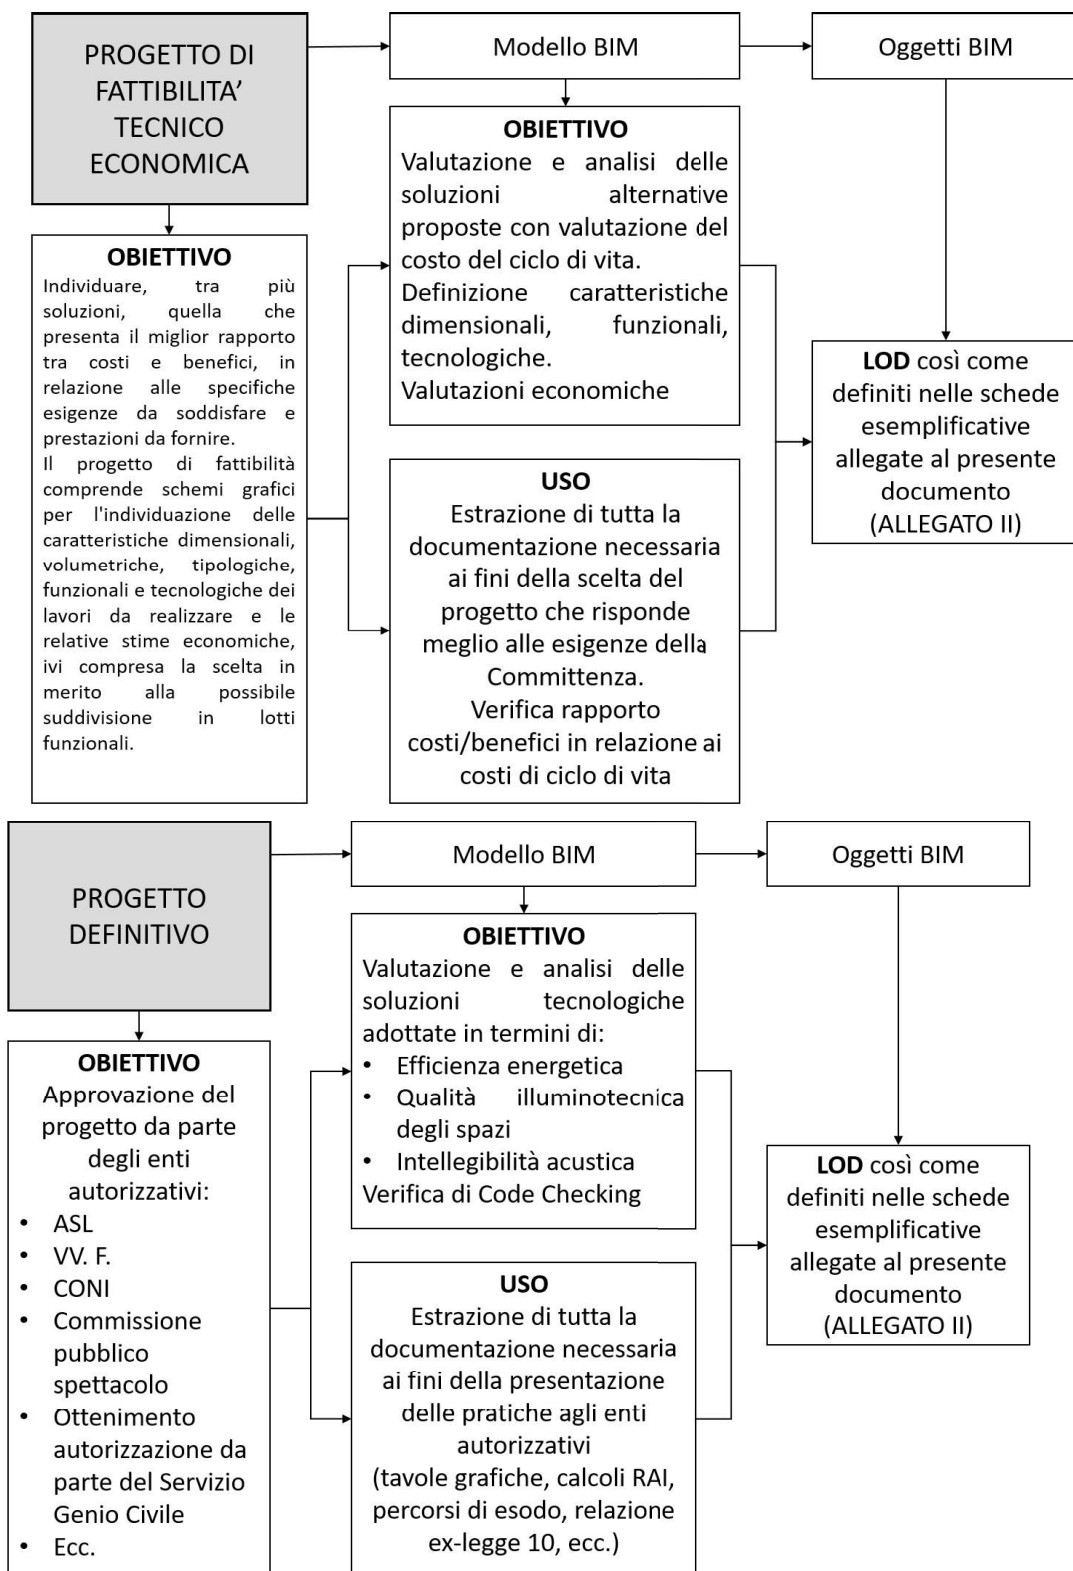 PROGETTO DI
FATTIBILITA’
TECNICO
ECONOMICA
Modello BIM
Oggetti BIM
OBIETTIVO
Individuare, tra più
soluzioni, quella che
presenta il miglior rapporto
tra costi e benefici, in
relazione alle specifiche
esigenze da soddisfare e
prestazioni da fornire.
Il progetto di fattibilità
comprende schemi grafici
per l'individuazione delle
caratteristiche dimensionali,
volumetriche, tipologiche,
funzionali e tecnologiche dei
lavori da realizzare e le
relative stime economiche,
ivi compresa la scelta in
merito alla possibile
suddivisione in lotti
funzionali.
OBIETTIVO
Valutazione e analisi delle
soluzioni alternative
proposte con valutazione del
costo del ciclo di vita.
Definizione caratteristiche
dimensionali, funzionali,
tecnologiche.
Valutazioni economiche
USO
Estrazione di tutta la
documentazione necessaria
ai fini della scelta del
progetto che risponde
meglio alle esigenze della
Committenza.
Verifica rapporto
costi/benefici in relazione ai
costi di ciclo di vita
LOD così come
definiti nelle schede
esemplificative
allegate al presente
documento
(ALLEGATO II)
PROGETTO
DEFINITIVO
Modello BIM
Oggetti BIM
OBIETTIVO
Approvazione del
progetto da parte
degli enti
autorizzativi:
• ASL
• VV. F.
• CONI
• Commissione
pubblico
spettacolo
• Ottenimento
autorizzazione da
parte del Servizio
Genio Civile
• Ecc.
OBIETTIVO
Valutazione e analisi delle
soluzioni tecnologiche
adottate in termini di:
• Efficienza energetica
• Qualità illuminotecnica
degli spazi
• Intellegibilità acustica
Verifica di Code Checking
USO
Estrazione di tutta la
documentazione necessaria
ai fini della presentazione
delle pratiche agli enti
autorizzativi
(tavole grafiche, calcoli RAI,
percorsi di esodo, relazione
ex-legge 10, ecc.)
LOD così come
definiti nelle schede
esemplificative
allegate al presente
documento
(ALLEGATO II)